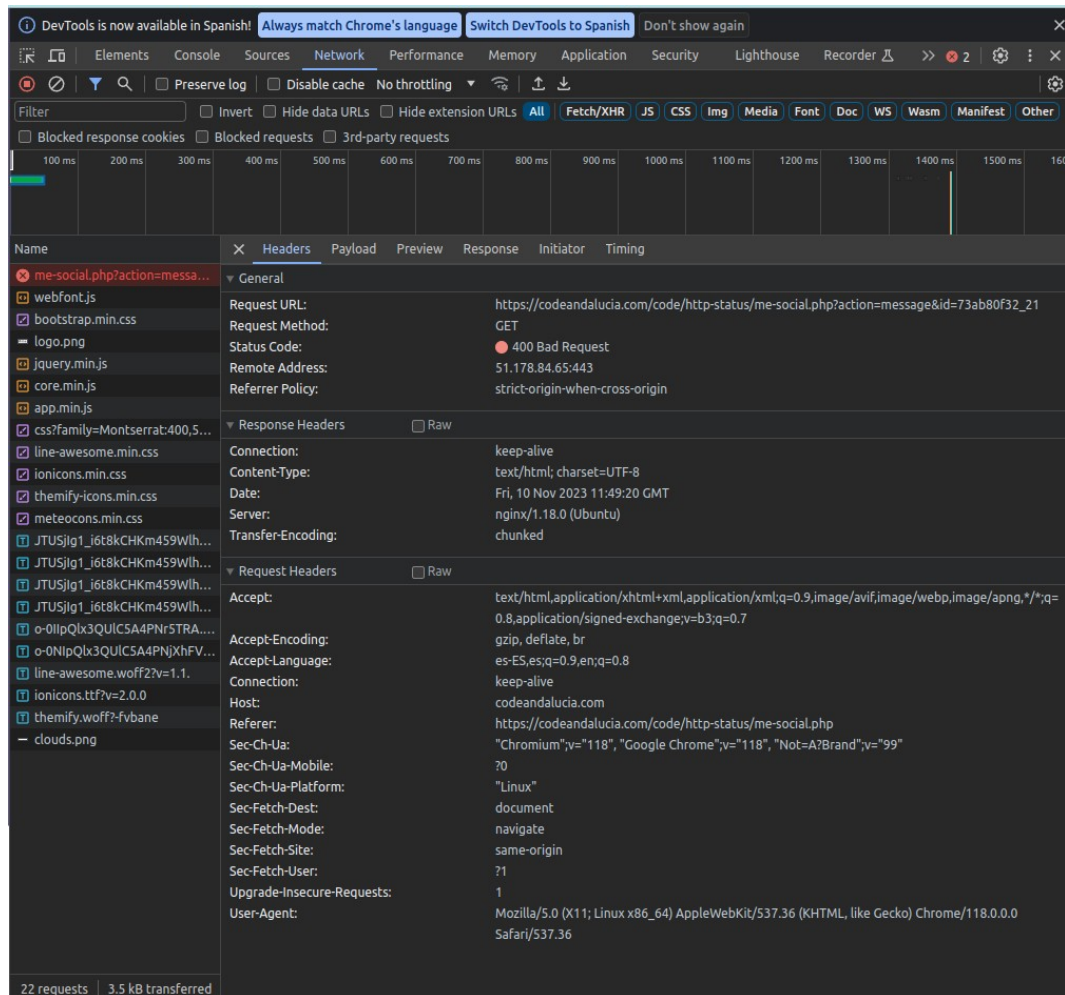 DevTools is now available in Spanish! Always match Chrome's language Switch DevTools to Spanish Don't show again
Elements Console Sources Network Performance Memory Application Security Lighthouse Recorder 2
Preserve log Disable cache No throttling
Filter Invert Hide data URLs Hide extension URLs All Fetch/XHR JS CSS Img Media Font Doc WS Wasm Manifest Other
Blocked response cookies Blocked requests 3rd-party requests
100 ms 200 ms 300 ms 400 ms 500 ms 600 ms 700 ms 800 ms 900 ms 1000 ms 1100 ms 1200 ms 1300 ms 1400 ms 1500 ms 160
Name
me-social.php?action=messa...
webfont.js
bootstrap.min.css
logo.png
jquery.min.js
core.min.js
app.min.js
css?family=Montserrat:400,5...
line-awesome.min.css
ionicons.min.css
themify-icons.min.css
meteocons.min.css
JTUSjIg1_i6t8kCHKm459Wlh...
JTUSjIg1_i6t8kCHKm459Wlh...
JTUSjIg1_i6t8kCHKm459Wlh...
JTUSjIg1_i6t8kCHKm459Wlh...
o-0IIpQlx3QUlC5A4PNr5TRA....
o-0NIpQlx3QUlC5A4PNjXhFV...
line-awesome.woff2?v=1.1.
ionicons.ttf?v=2.0.0
themify.woff?-fvbane
clouds.png
22 requests 3.5 kB transferred
Headers Payload Preview Response Initiator Timing
General
Request URL: https://codeandalucia.com/code/http-status/me-social.php?action=message&id=73ab80f32_21
Request Method: GET
Status Code: 400 Bad Request
Remote Address: 51.178.84.65:443
Referrer Policy: strict-origin-when-cross-origin
Response Headers Raw
Connection: keep-alive
Content-Type: text/html; charset=UTF-8
Date: Fri, 10 Nov 2023 11:49:20 GMT
Server: nginx/1.18.0 (Ubuntu)
Transfer-Encoding: chunked
Request Headers Raw
Accept: text/html,application/xhtml+xml,application/xml;q=0.9,image/avif,image/webp,image/apng,*/*;q=
0.8,application/signed-exchange;v=b3;q=0.7
Accept-Encoding: gzip, deflate, br
Accept-Language: es-ES,es;q=0.9,en;q=0.8
Connection: keep-alive
Host: codeandalucia.com
Referer: https://codeandalucia.com/code/http-status/me-social.php
Sec-Ch-Ua: "Chromium";v="118", "Google Chrome";v="118", "Not=A?Brand";v="99"
Sec-Ch-Ua-Mobile: ?0
Sec-Ch-Ua-Platform: "Linux"
Sec-Fetch-Dest: document
Sec-Fetch-Mode: navigate
Sec-Fetch-Site: same-origin
Sec-Fetch-User: ?1
Upgrade-Insecure-Requests: 1
User-Agent: Mozilla/5.0 (X11; Linux x86_64) AppleWebKit/537.36 (KHTML, like Gecko) Chrome/118.0.0.0
Safari/537.36